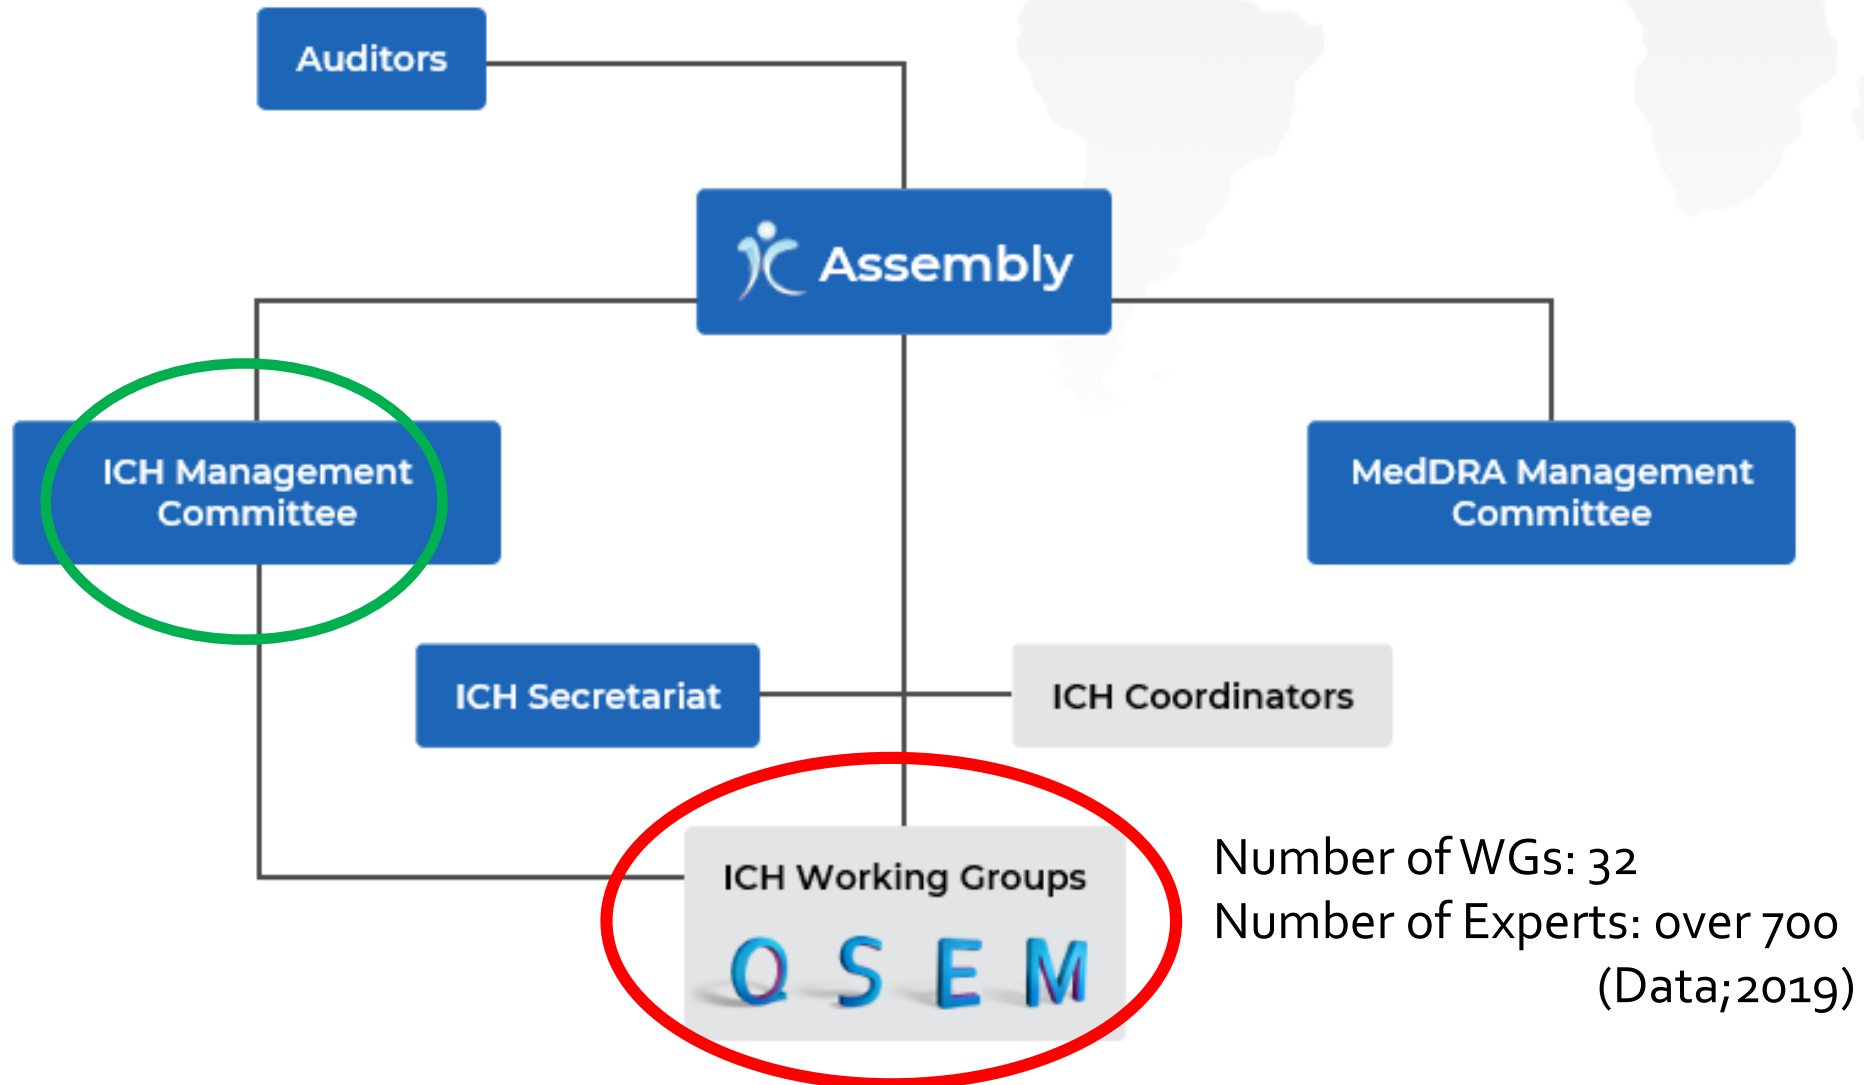 Auditors
Assembly
ICH Management
Committee
MedDRA Management
Committee
ICH Secretariat
ICH Coordinators
ICH Working Groups
Q S E M
Number of WGs: 32
Number of Experts: over 700
(Data;2019)